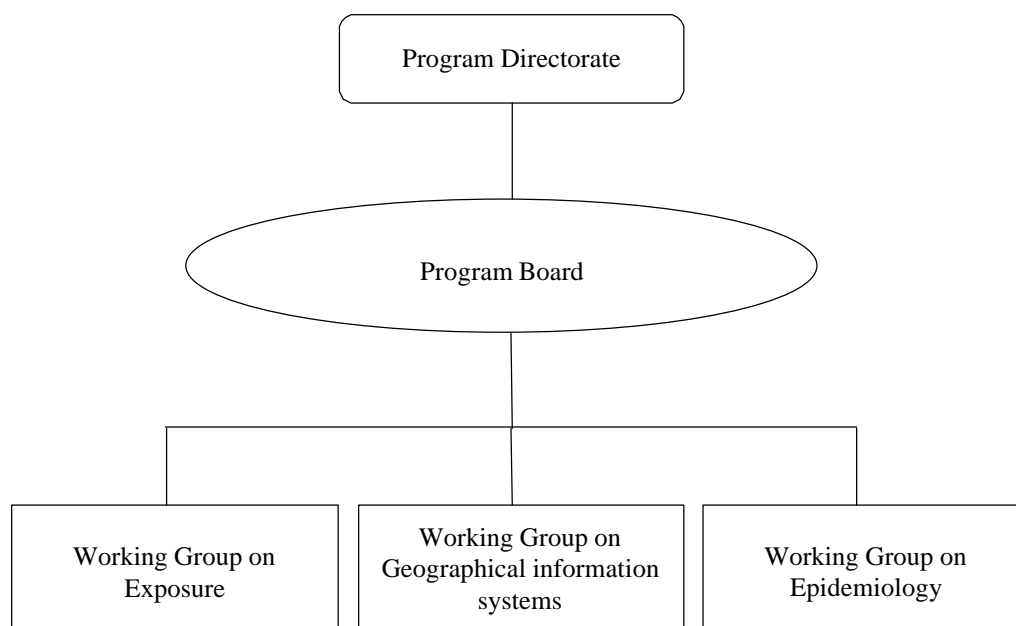 Program Directorate
Program Board
Working Group on
Exposure
Working Group on
Geographical information
systems
Working Group on
Epidemiology